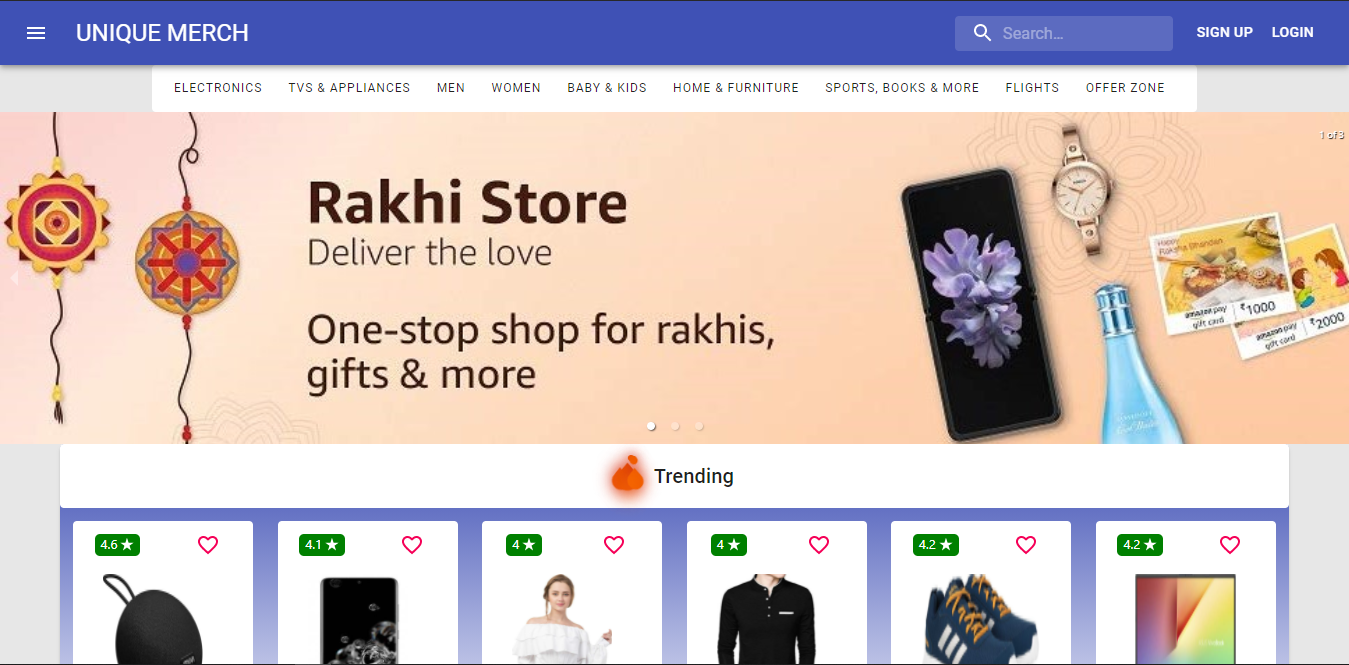 UNIQUE MERCH
Search…
SIGN UP
LOGIN
ELECTRONICS
TVS & APPLIANCES
MEN
WOMEN
BABY & KIDS
HOME & FURNITURE
SPORTS, BOOKS & MORE
FLIGHTS
OFFER ZONE
1 of 3
Rakhi Store
Deliver the love
One-stop shop for rakhis,
gifts & more
Happy
Raksha Bandhan
amazon pay
gift card
₹1000
amazon pay
gift card
₹2000
Cool Water
Trending
4.6 ★
4.1 ★
4 ★
4 ★
4.2 ★
4.2 ★